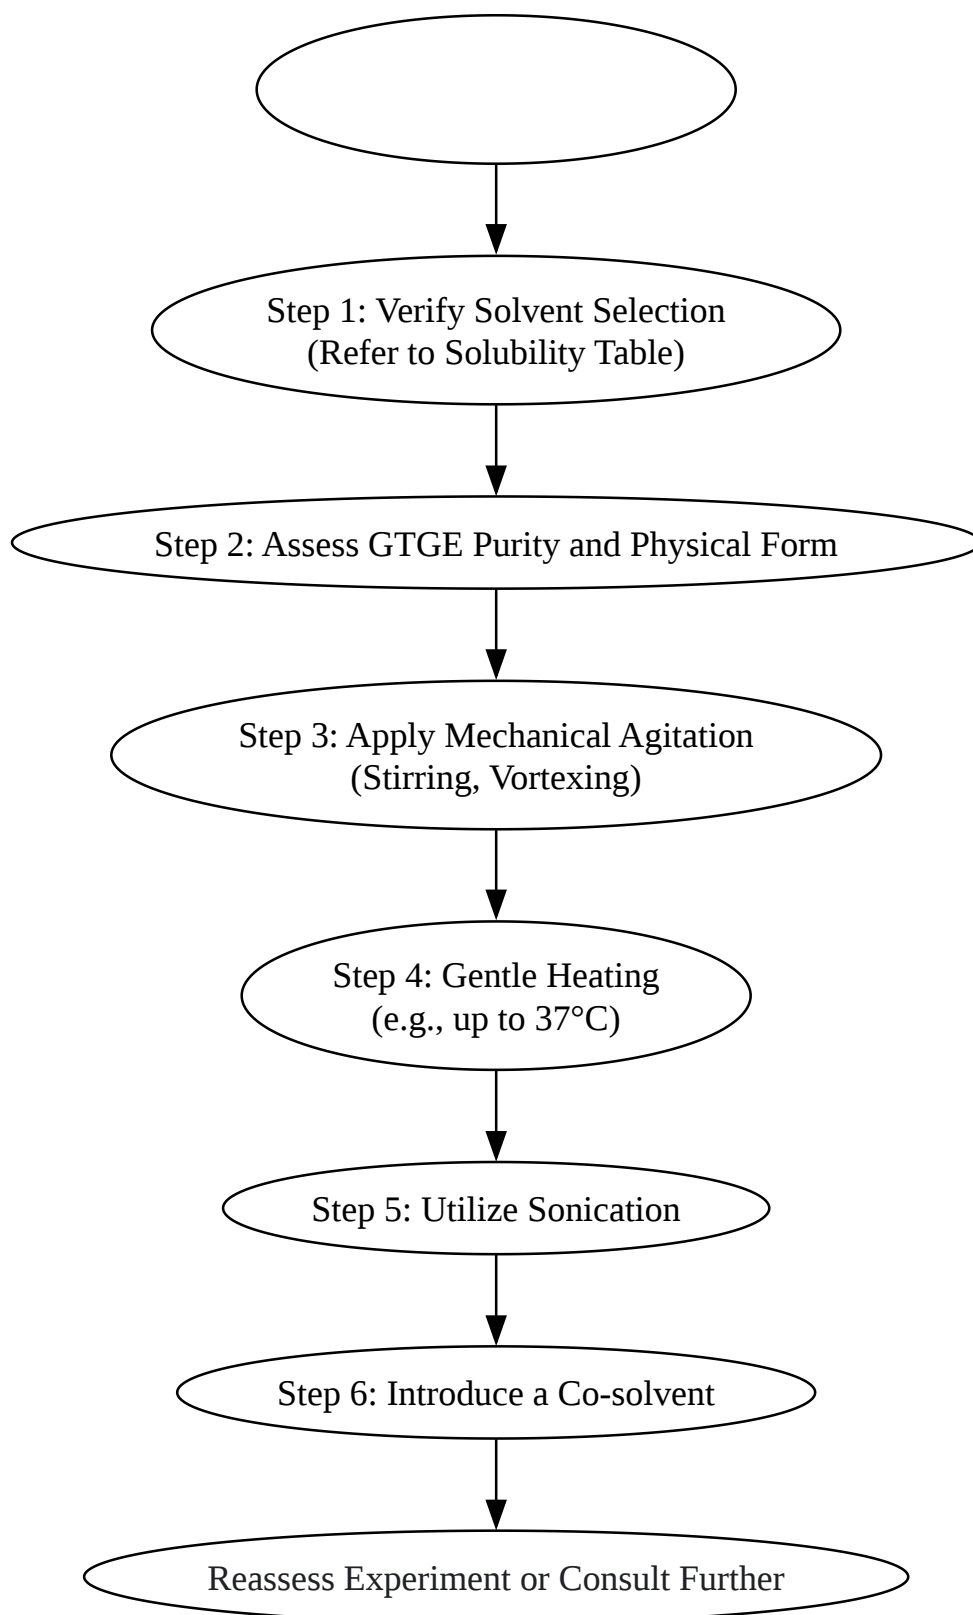 Step 1: Verify Solvent Selection
(Refer to Solubility Table)
Step 2: Assess GTGE Purity and Physical Form
Step 3: Apply Mechanical Agitation
(Stirring, Vortexing)
Step 4: Gentle Heating
(e.g., up to 37°C)
Step 5: Utilize Sonication
Step 6: Introduce a Co-solvent
Reassess Experiment or Consult Further